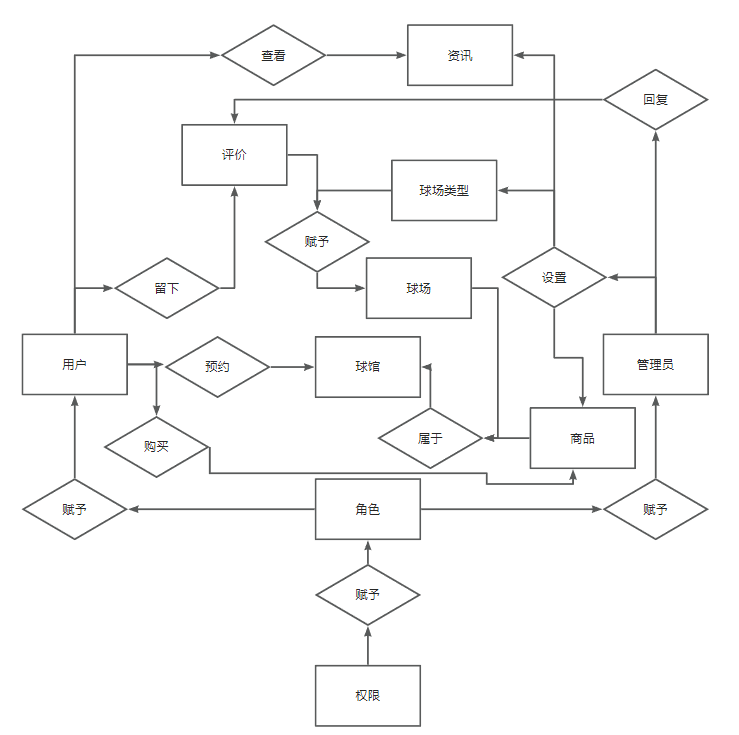 查看
资讯
回复
评价
球场类型
赋予
设置
留下
球场
用户
预约
球馆
管理员
购买
属于
商品
赋予
角色
赋予
赋予
权限